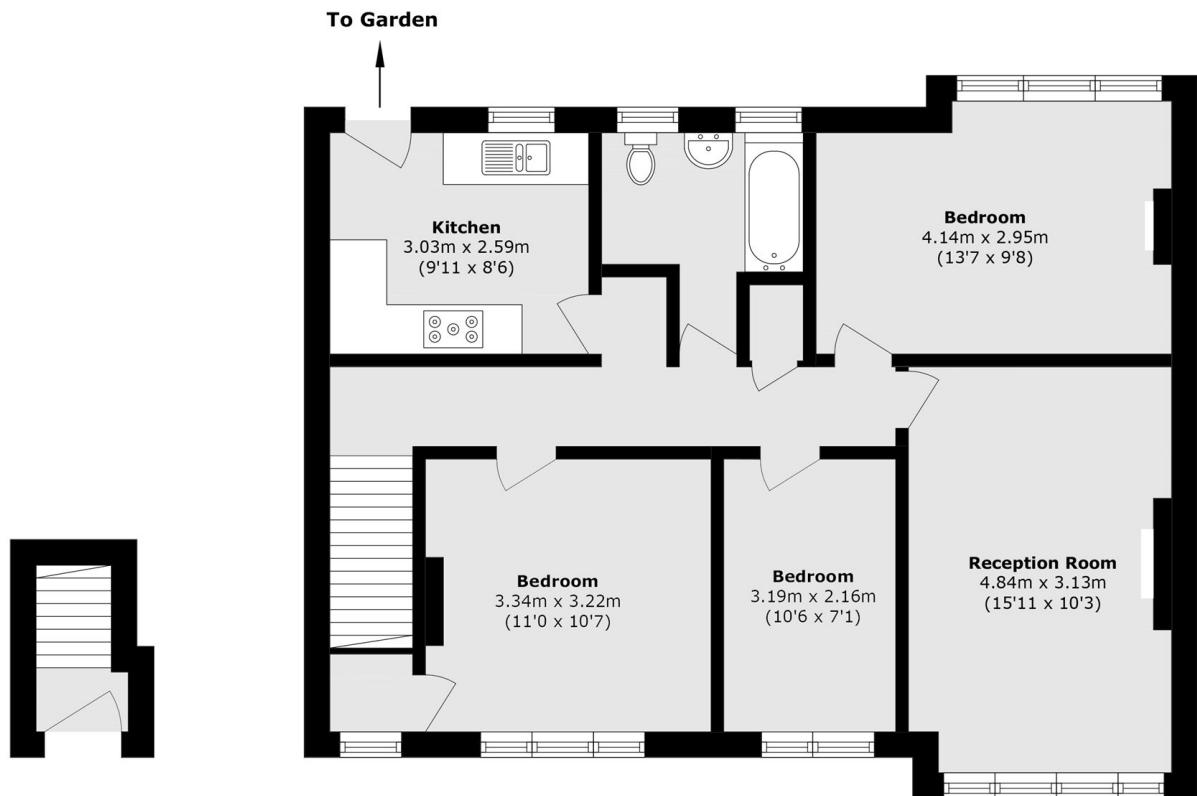 To Garden
Kitchen
3.03m x 2.59m
(9'11 x 8'6)
Bedroom
4.14m x 2.95m
(13'7 x 9'8)
Bedroom
3.34m x 3.22m
(11'0 x 10'7)
Bedroom
3.19m x 2.16m
(10'6 x 7'1)
Reception Room
4.84m x 3.13m
(15'11 x 10'3)